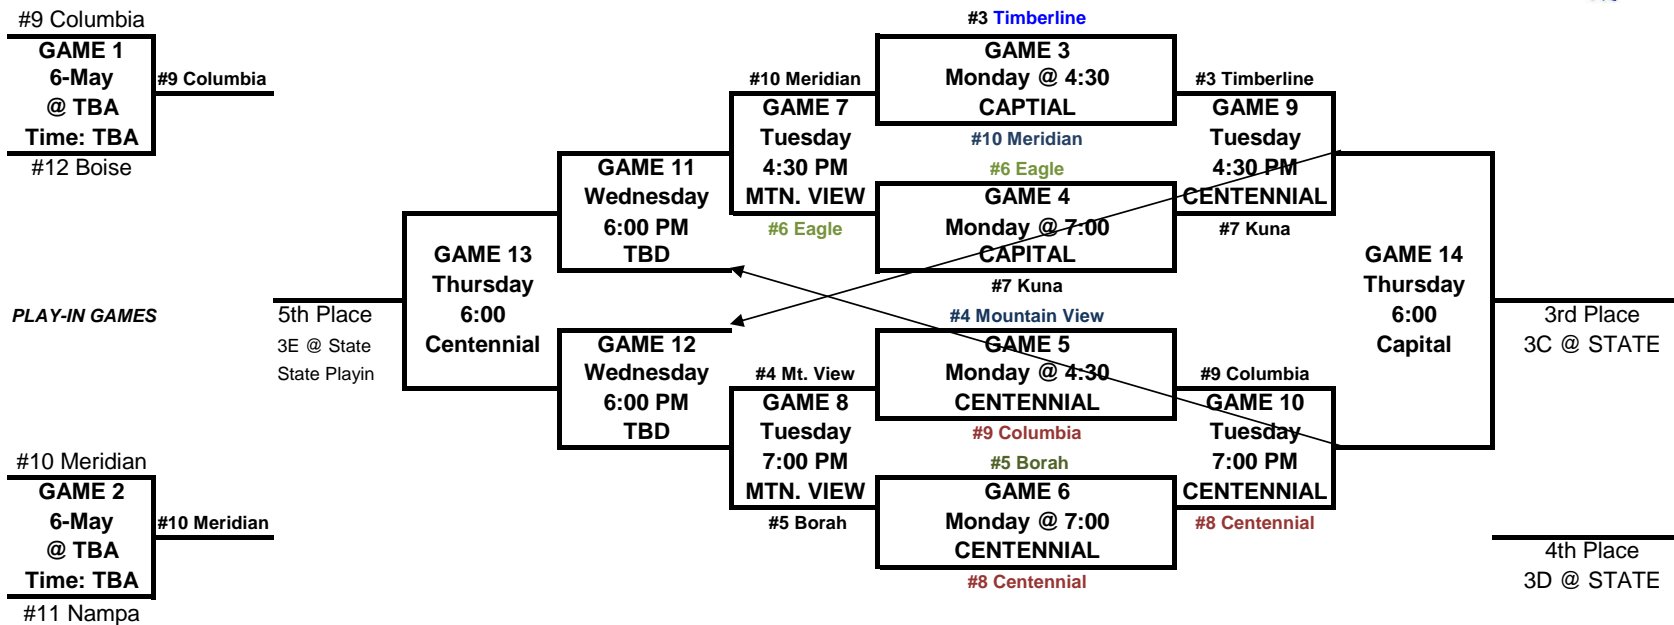 #9 Columbia
GAME 1
6-May
@ TBA
Time: TBA
#9 Columbia
#12 Boise
PLAY-IN GAMES
#10 Meridian
GAME 2
6-May
@ TBA
Time: TBA
#10 Meridian
#11 Nampa
5th Place
3E @ State
State Playin
GAME 13
Thursday
6:00
Centennial
GAME 11
Wednesday
6:00 PM
TBD
GAME 12
Wednesday
6:00 PM
TBD
#10 Meridian
GAME 7
Tuesday
4:30 PM
MTN. VIEW
#6 Eagle
#4 Mt. View
GAME 8
Tuesday
7:00 PM
MTN. VIEW
#5 Borah
#3 Timberline
GAME 3
Monday @ 4:30
CAPTIAL
#10 Meridian
#6 Eagle
GAME 4
Monday @ 7:00
CAPITAL
#7 Kuna
#4 Mountain View
GAME 5
Monday @ 4:30
CENTENNIAL
#9 Columbia
#5 Borah
GAME 6
Monday @ 7:00
CENTENNIAL
#8 Centennial
#3 Timberline
GAME 9
Tuesday
4:30 PM
CENTENNIAL
#7 Kuna
#9 Columbia
GAME 10
Tuesday
7:00 PM
CENTENNIAL
#8 Centennial
GAME 14
Thursday
6:00
Capital
3rd Place
3C @ STATE
4th Place
3D @ STATE